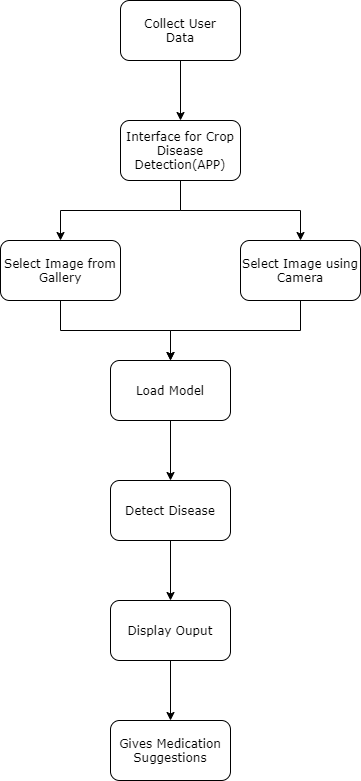 Collect User
Data
Interface for Crop
Disease
Detection(APP)
Select Image from
Gallery
Select Image using
Camera
Load Model
Detect Disease
Display Ouput
Gives Medication
Suggestions